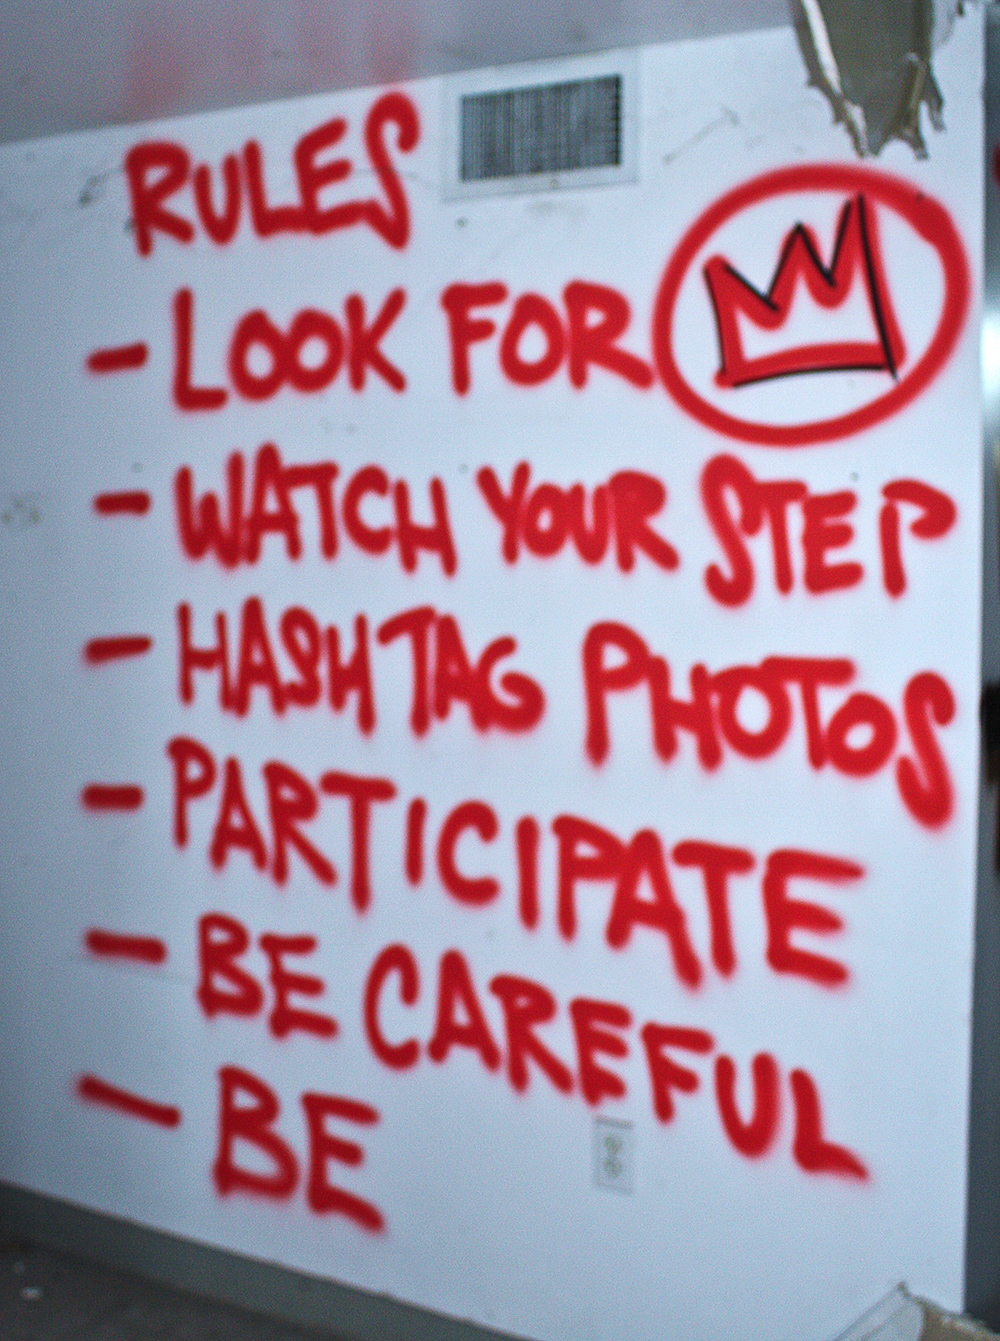 RULES
- LOOK FOR
- WATCH YOUR STEP
- HASHTAG PHOTOS
- PARTICIPATE
- BE CAREFUL
- BE